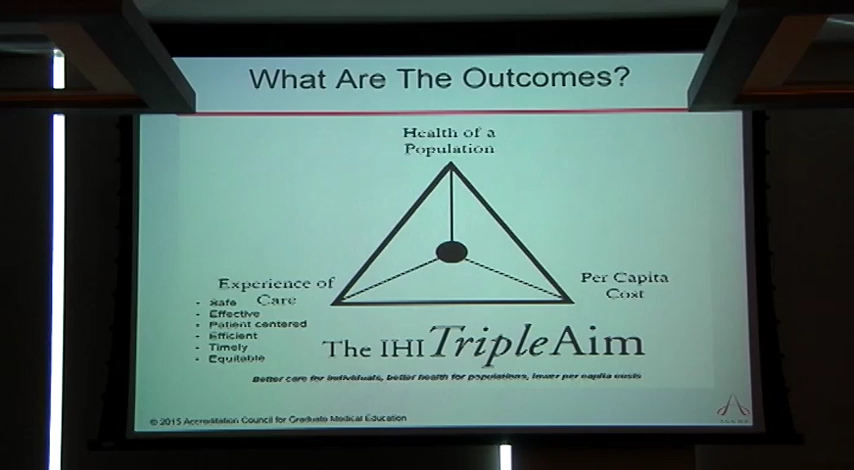 What Are The Outcomes?
Health of a
Population
Experience of
Care
Per Capita
Cost
- Safe
- Effective
- Patient centered
- Efficient
- Timely
- Equitable
The IHI Triple Aim
Better care for individuals, better health for populations, lower per capita costs
© 2015 Accreditation Council for Graduate Medical Education